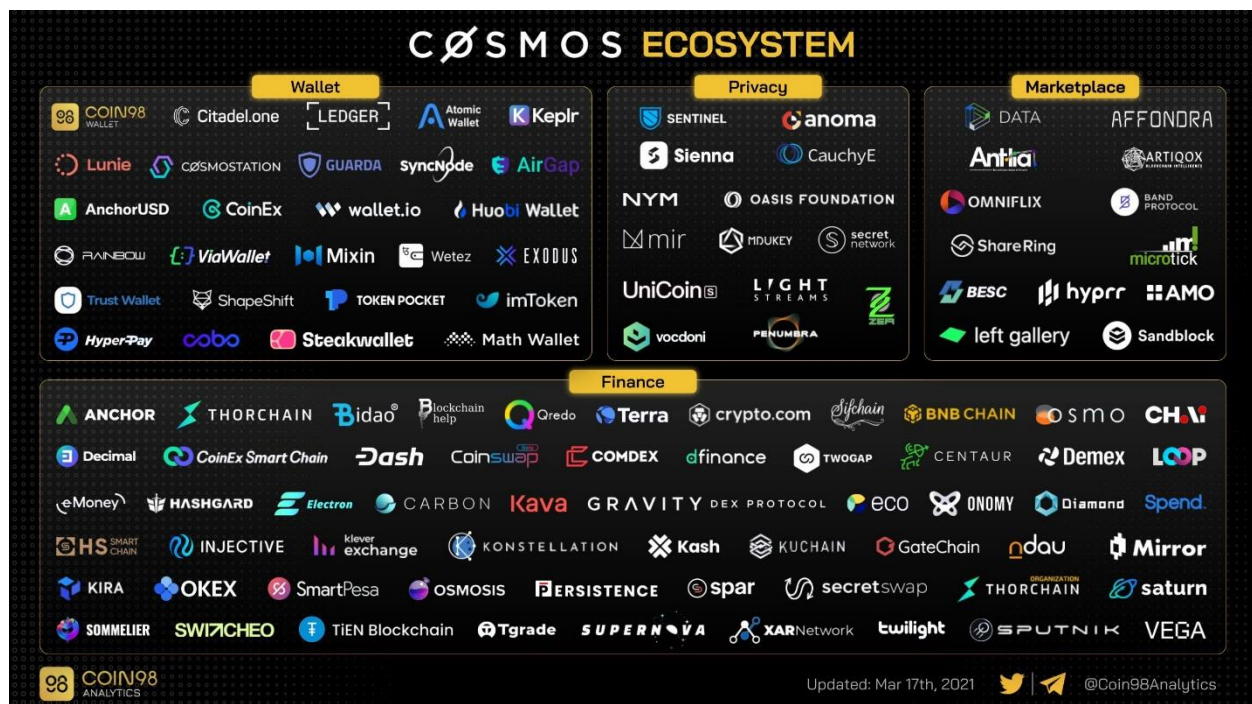 CØSMOS ECOSYSTEM
Wallet
98 COIN98 WALLET
Citadel.one
LEDGER
Atomic Wallet
K Keplr
Lunie
CØSMOSTATION
GUARDA
SyncNode
AirGap
AnchorUSD
CoinEx
wallet.io
Huobi Wallet
RAINBOW
{:} ViaWallet
Mixin
Wetez
EXODUS
Trust Wallet
ShapeShift
TOKEN POCKET
imToken
HyperPay
cobo
Steakwallet
Math Wallet
Privacy
SENTINEL
anoma
Sienna
CauchyE
NYM
OASIS FOUNDATION
mir
MDUKEY
secret network
UniCoin S
LIGHT STREAMS
ZER
vocdoni
PENUMBRA
Marketplace
DATA
AFFONDRA
Anthia
ARTIQOX
OMNIFLIX
BAND PROTOCOL
ShareRing
microtick
BESC
hyprr
AMO
left gallery
Sandblock
Finance
ANCHOR
THORCHAIN
Bidao
Blockchain help
Qredo
Terra
crypto.com
Sifchain
BNB CHAIN
osmo
CHAi
Decimal
CoinEx Smart Chain
Dash
Coinswap
COMDEX
dfinance
TWOGAP
CENTAUR
Demex
LOOP
eMoney
HASHGARD
Electron
CARBON
Kava
GRAVITY DEX PROTOCOL
eco
ONOMY
Diamond
Spend.
HS SMART CHAIN
INJECTIVE
klever exchange
KONSTELLATION
Kash
KUCHAIN
GateChain
ndau
Mirror
KIRA
OKEX
SmartPesa
OSMOSIS
PERSISTENCE
spar
secretswap
THORCHAIN ORGANIZATION
saturn
SOMMELIER
SWITCHEO
TiEN Blockchain
Tgrade
SUPERNOVA
XARNetwork
twilight
SPUTNIK
VEGA
98 COIN98 ANALYTICS
Updated: Mar 17th, 2021
@Coin98Analytics